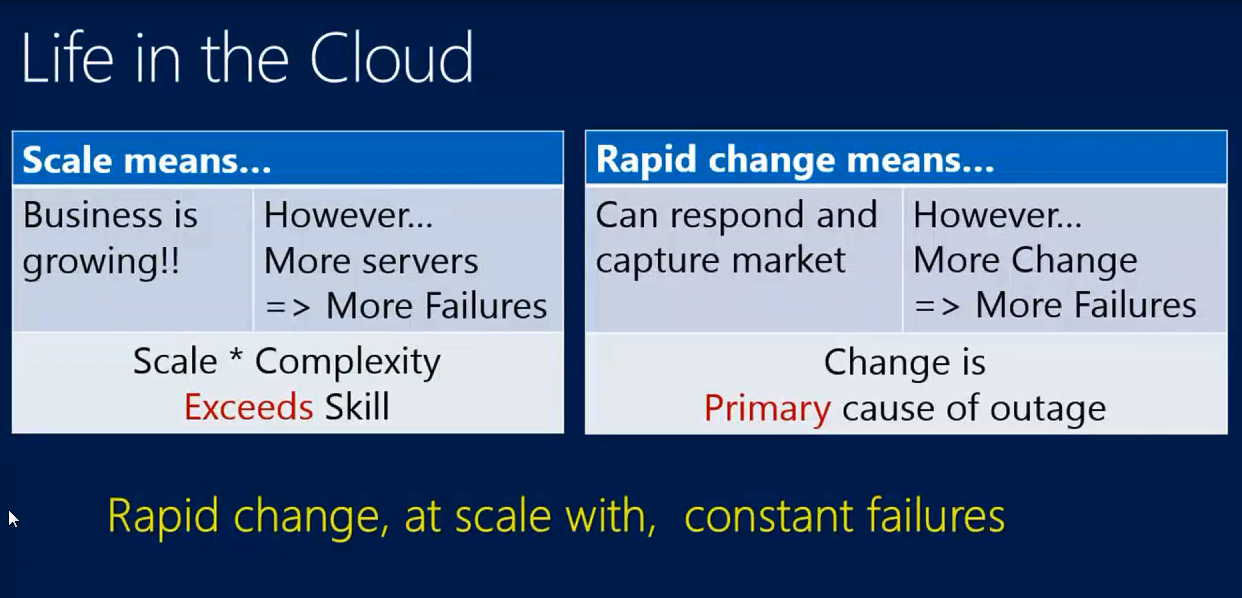 Life in the Cloud
Scale means...
Business is
growing!!
However...
More servers
=> More Failures
Scale * Complexity
Exceeds Skill
Rapid change means...
Can respond and
capture market
However...
More Change
=> More Failures
Change is
Primary cause of outage
Rapid change, at scale with,  constant failures